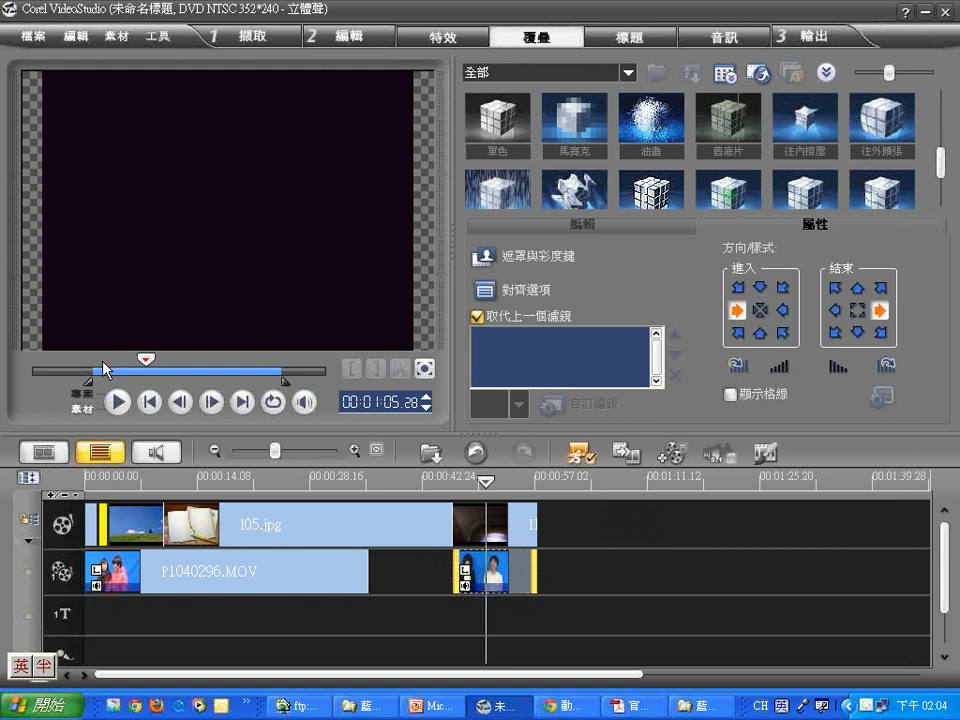 Corel VideoStudio (未命名標題, DVD NTSC 352*240 - 立體聲)
檔案 編輯 素材 工具 1 擷取 2 編輯 特效 覆疊 標題 音訊 3 輸出
全部
單色 馬賽克 油畫 舊底片 往內擠壓 往外擴張
編輯 屬性
遮罩與彩度鍵
對齊選項
取代上一個濾鏡
自訂濾鏡
方向/樣式:
進入 結束
顯示格線
專案
素材
00:01:05.28
00:00:00.00 00:00:14.08 00:00:28.16 00:00:42.24 00:00:57.02 00:01:11.12 00:01:25.20 00:01:39.28
105.jpg
P1040296.MOV
1T
英 半
開始 ftp:... 藍... Mic... 未... 動... 官... 藍... CH 下午 02:04